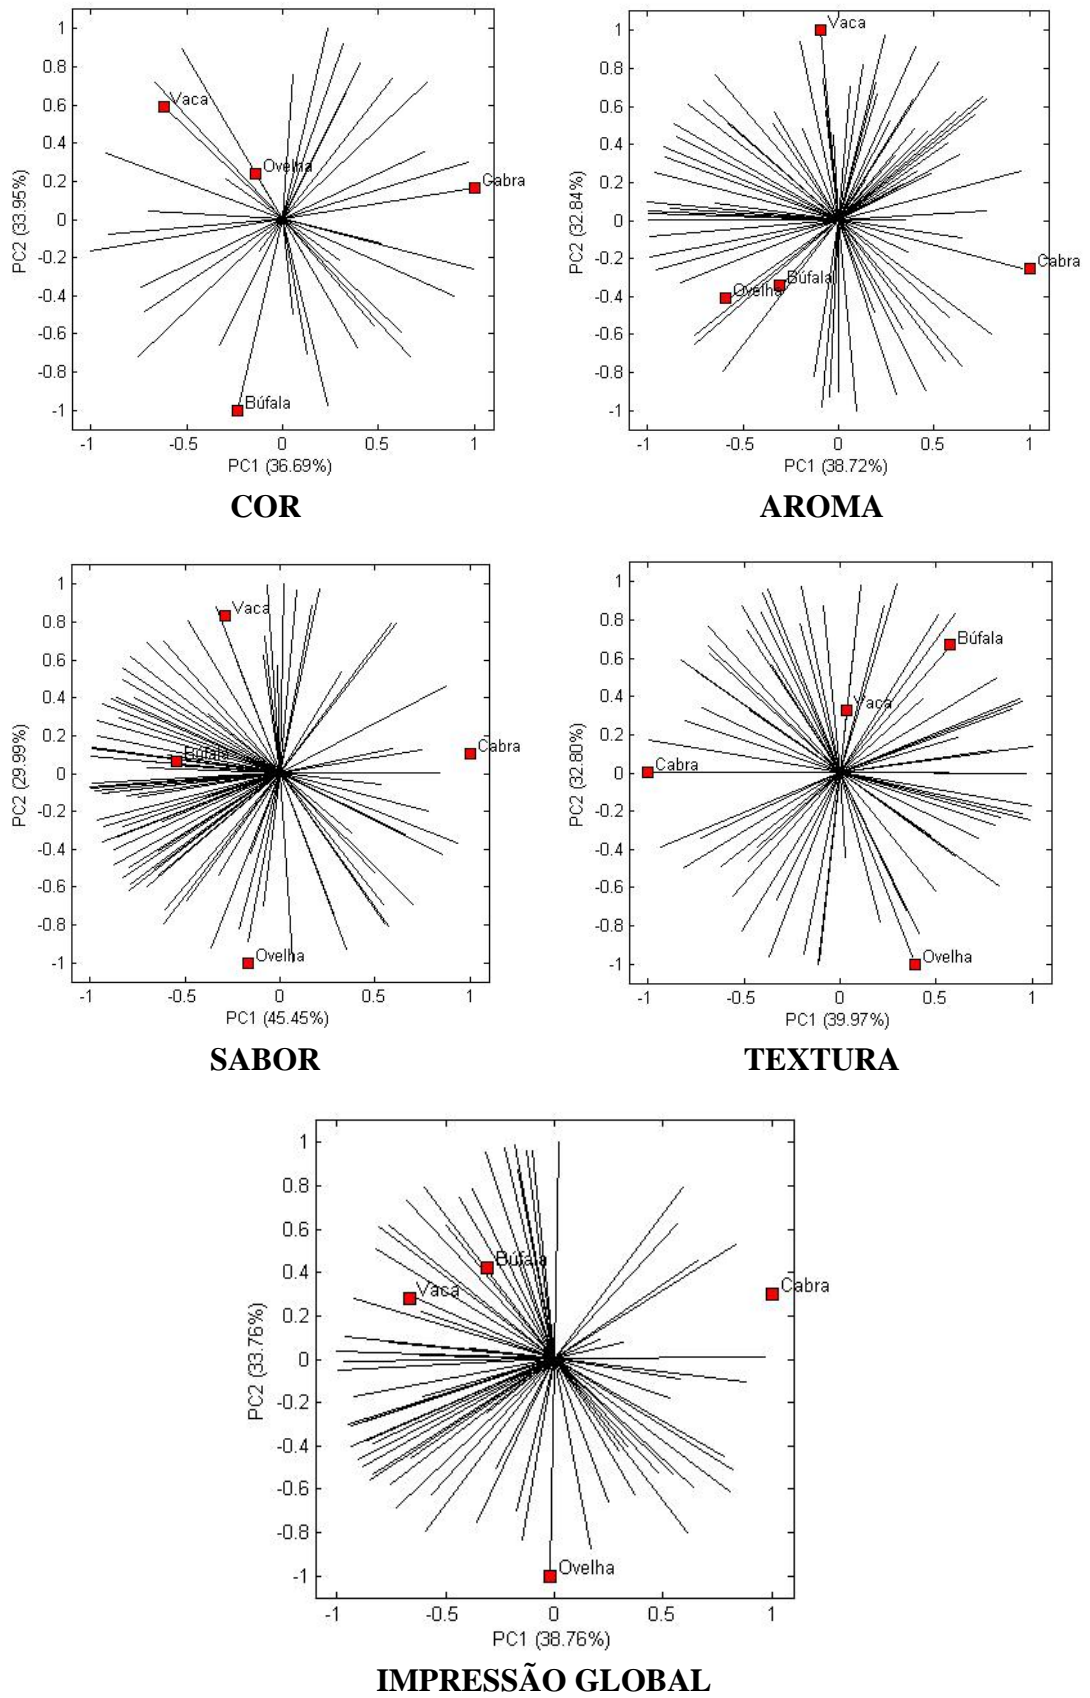 1
0.8
0.6
0.4
0.2
0
-0.2
-0.4
-0.6
-0.8
-1
PC2 (33.95%)
Vaca
Ovelha
Cabra
Búfala
-1 -0.5 0 0.5 1
PC1 (36.69%)
COR
1
0.8
0.6
0.4
0.2
0
-0.2
-0.4
-0.6
-0.8
-1
PC2 (32.84%)
Vaca
Cabra
Búfala
Ovelha
-1 -0.5 0 0.5 1
PC1 (38.72%)
AROMA
1
0.8
0.6
0.4
0.2
0
-0.2
-0.4
-0.6
-0.8
-1
PC2 (29.99%)
Vaca
Búfala
Cabra
Ovelha
-1 -0.5 0 0.5 1
PC1 (45.45%)
SABOR
1
0.8
0.6
0.4
0.2
0
-0.2
-0.4
-0.6
-0.8
-1
PC2 (32.80%)
Búfala
Vaca
Cabra
Ovelha
-1 -0.5 0 0.5 1
PC1 (39.97%)
TEXTURA
1
0.8
0.6
0.4
0.2
0
-0.2
-0.4
-0.6
-0.8
-1
PC2 (33.76%)
Búfala
Vaca
Cabra
Ovelha
-1 -0.5 0 0.5 1
PC1 (38.76%)
IMPRESSÃO GLOBAL